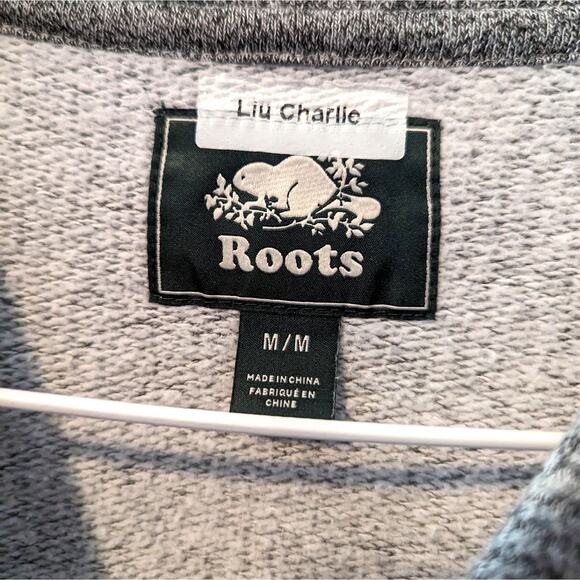 Liu Charlie
Roots
M/M
MADE IN CHINA
FABRIQUÉ EN
CHINE